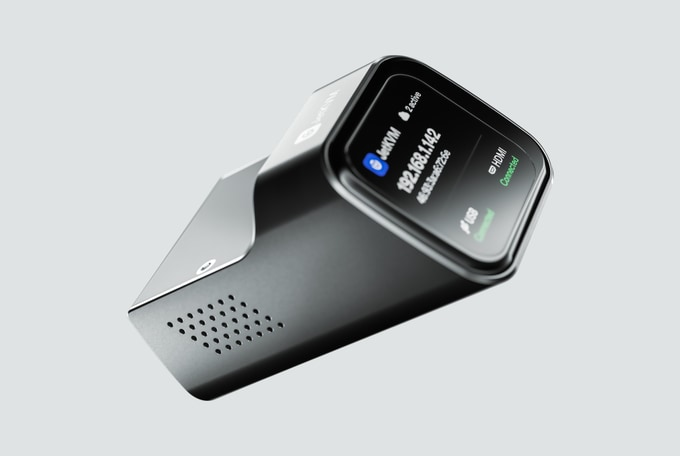 JetKVM
2 active
192.168.1.142
USB
Connected
HDMI
Connected